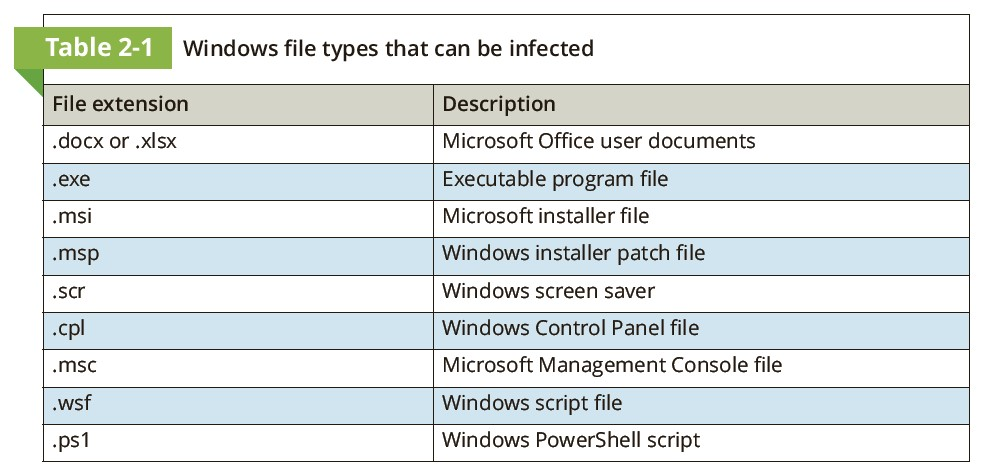 Table 2-1 Windows file types that can be infected
File extension Description
.docx or .xlsx Microsoft Office user documents
.exe Executable program file
.msi Microsoft installer file
.msp Windows installer patch file
.scr Windows screen saver
.cpl Windows Control Panel file
.msc Microsoft Management Console file
.wsf Windows script file
.ps1 Windows PowerShell script